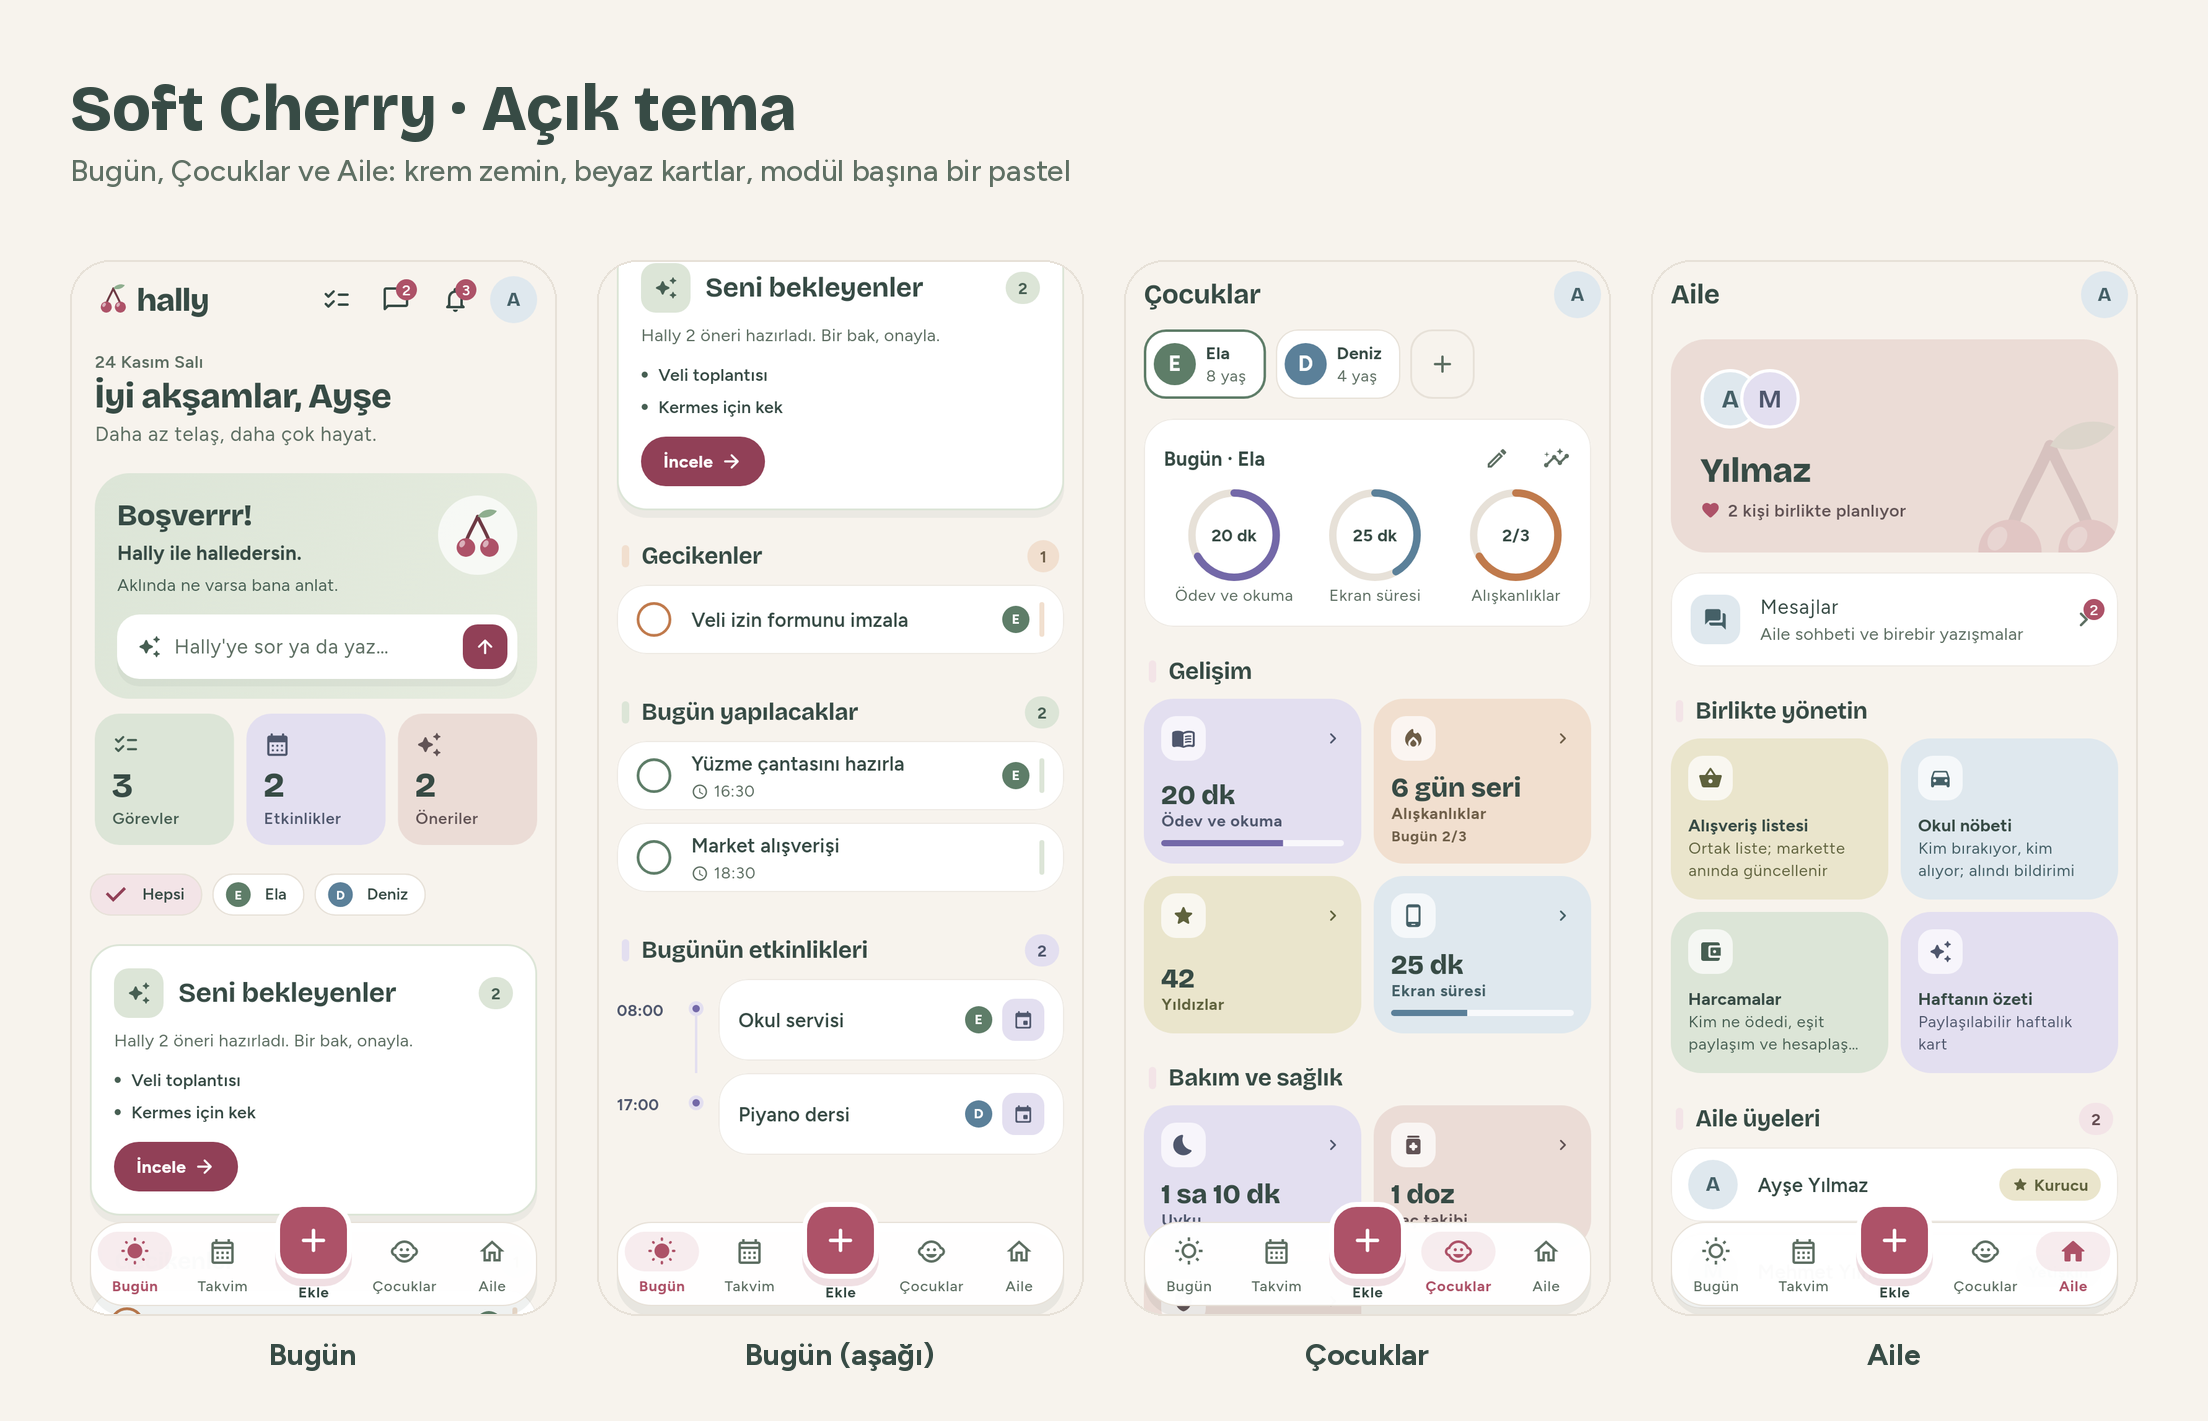 Soft Cherry · Açık tema
Bugün, Çocuklar ve Aile: krem zemin, beyaz kartlar, modül başına bir pastel
hally
2
3
A
24 Kasım Salı
İyi akşamlar, Ayşe
Daha az telaş, daha çok hayat.
Boşverrr!
Hally ile halledersin.
Aklında ne varsa bana anlat.
Hally'ye sor ya da yaz...
3
Görevler
2
Etkinlikler
2
Öneriler
Hepsi
E Ela
D Deniz
Seni bekleyenler
2
Hally 2 öneri hazırladı. Bir bak, onayla.
• Veli toplantısı
• Kermes için kek
İncele
Bugün
Takvim
Ekle
Çocuklar
Aile
Bugün
Seni bekleyenler
2
Hally 2 öneri hazırladı. Bir bak, onayla.
• Veli toplantısı
• Kermes için kek
İncele
Gecikenler
1
Veli izin formunu imzala
E
Bugün yapılacaklar
2
Yüzme çantasını hazırla
16:30
E
Market alışverişi
18:30
Bugünün etkinlikleri
2
08:00
Okul servisi
E
17:00
Piyano dersi
D
Bugün
Takvim
Ekle
Çocuklar
Aile
Bugün (aşağı)
Çocuklar
A
E
Ela
8 yaş
D
Deniz
4 yaş
Bugün · Ela
20 dk
Ödev ve okuma
25 dk
Ekran süresi
2/3
Alışkanlıklar
Gelişim
20 dk
Ödev ve okuma
6 gün seri
Alışkanlıklar
Bugün 2/3
42
Yıldızlar
25 dk
Ekran süresi
Bakım ve sağlık
1 sa 10 dk
Uyku
1 doz
takibi
Bugün
Takvim
Ekle
Çocuklar
Aile
Çocuklar
Aile
A
A M
Yılmaz
2 kişi birlikte planlıyor
Mesajlar
Aile sohbeti ve birebir yazışmalar
2
Birlikte yönetin
Alışveriş listesi
Ortak liste; markette
anında güncellenir
Okul nöbeti
Kim bırakıyor, kim
alıyor; alındı bildirimi
Harcamalar
Kim ne ödedi, eşit
paylaşım ve hesaplaş...
Haftanın özeti
Paylaşılabilir haftalık
kart
Aile üyeleri
2
A
Ayşe Yılmaz
Kurucu
Bugün
Takvim
Ekle
Çocuklar
Aile
Aile